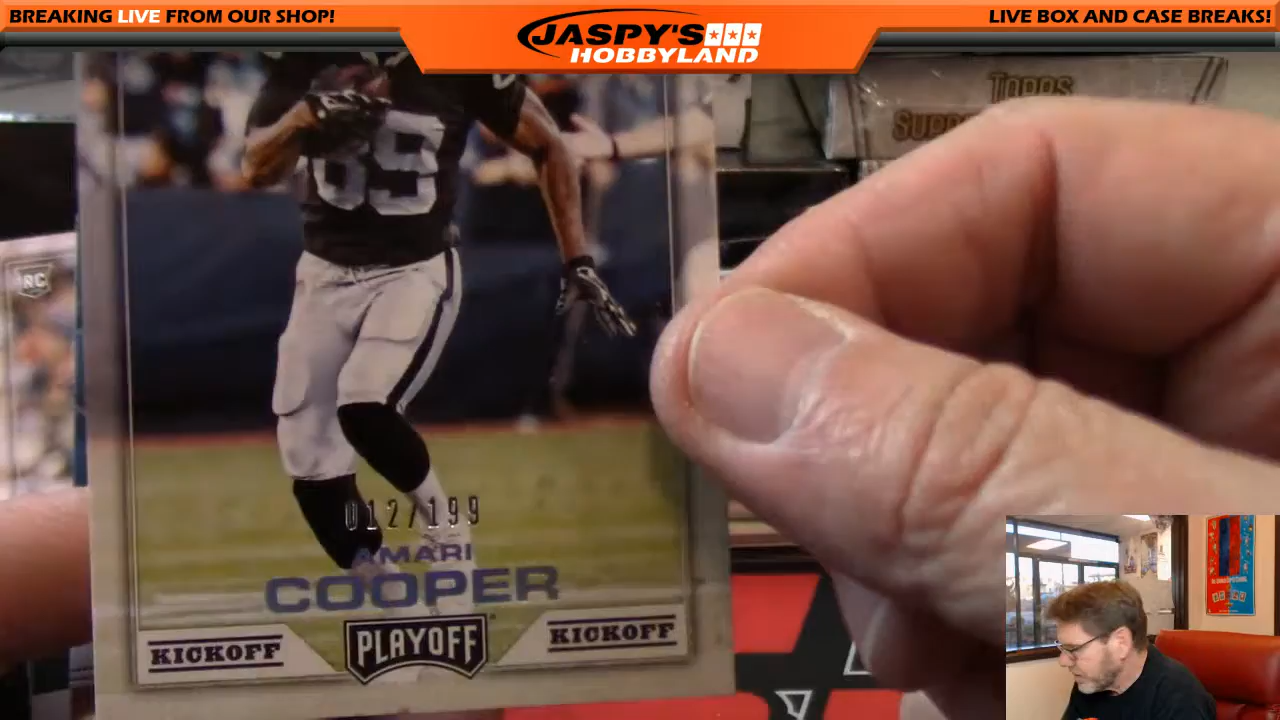 BREAKING LIVE FROM OUR SHOP!
JASPY'S
HOBBYLAND
LIVE BOX AND CASE BREAKS!
TOPPS
RC
89
012/199
AMARI
COOPER
KICKOFF
PLAYOFF
KICKOFF